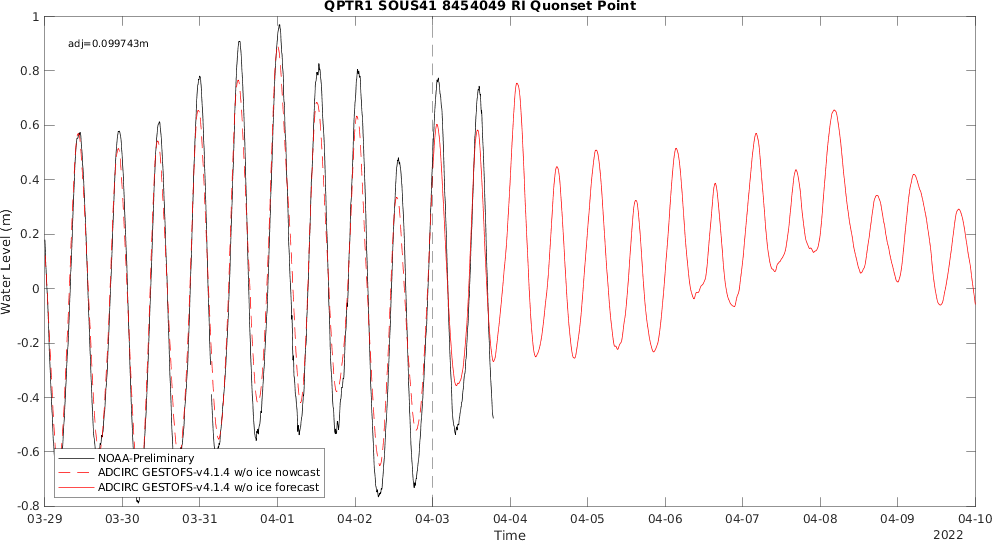 QPTR1 SOUS41 8454049 RI Quonset Point
adj=0.099743m
1
0.8
0.6
0.4
0.2
0
-0.2
-0.4
-0.6
-0.8
Water Level (m)
NOAA-Preliminary
ADCIRC GESTOFS-v4.1.4 w/o ice nowcast
ADCIRC GESTOFS-v4.1.4 w/o ice forecast
03-29 03-30 03-31 04-01 04-02 04-03 04-04 04-05 04-06 04-07 04-08 04-09 04-10
Time
2022